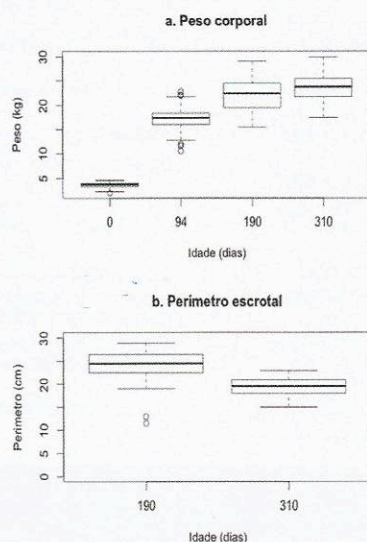 a. Peso corporal
Peso (kg)
30
20
10
5
0
94
190
310
Idade (dias)
b. Perimetro escrotal
Perimetro (cm)
30
20
10
5
0
190
310
Idade (dias)